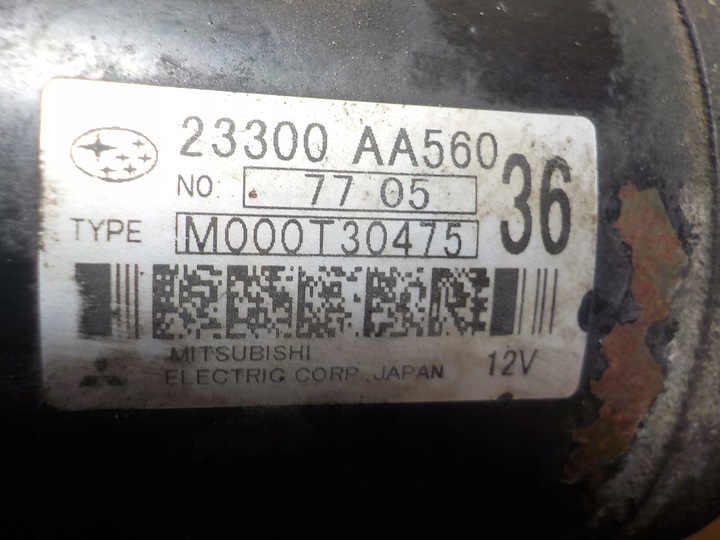 23300 AA560
NO 77 05
36
TYPE M000T30475
MITSUBISHI
ELECTRIC CORP. JAPAN 12V